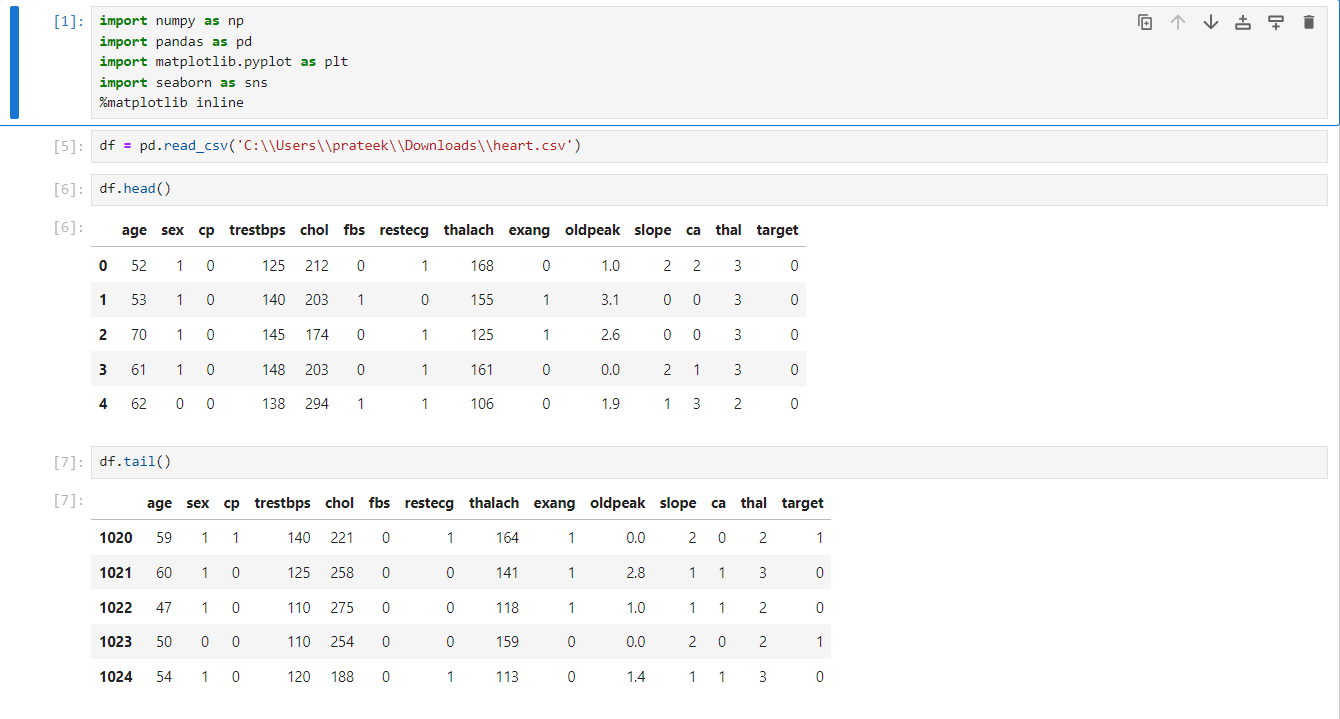 [1]: import numpy as np
import pandas as pd
import matplotlib.pyplot as plt
import seaborn as sns
%matplotlib inline
[5]: df = pd.read_csv('C:\\Users\\prateek\\Downloads\\heart.csv')
[6]: df.head()
[6]: age sex cp trestbps chol fbs restecg thalach exang oldpeak slope ca thal target
0 52 1 0 125 212 0 1 168 0 1.0 2 2 3 0
1 53 1 0 140 203 1 0 155 1 3.1 0 0 3 0
2 70 1 0 145 174 0 1 125 1 2.6 0 0 3 0
3 61 1 0 148 203 0 1 161 0 0.0 2 1 3 0
4 62 0 0 138 294 1 1 106 0 1.9 1 3 2 0
[7]: df.tail()
[7]: age sex cp trestbps chol fbs restecg thalach exang oldpeak slope ca thal target
1020 59 1 1 140 221 0 1 164 1 0.0 2 0 2 1
1021 60 1 0 125 258 0 0 141 1 2.8 1 1 3 0
1022 47 1 0 110 275 0 0 118 1 1.0 1 1 2 0
1023 50 0 0 110 254 0 0 159 0 0.0 2 0 2 1
1024 54 1 0 120 188 0 1 113 0 1.4 1 1 3 0